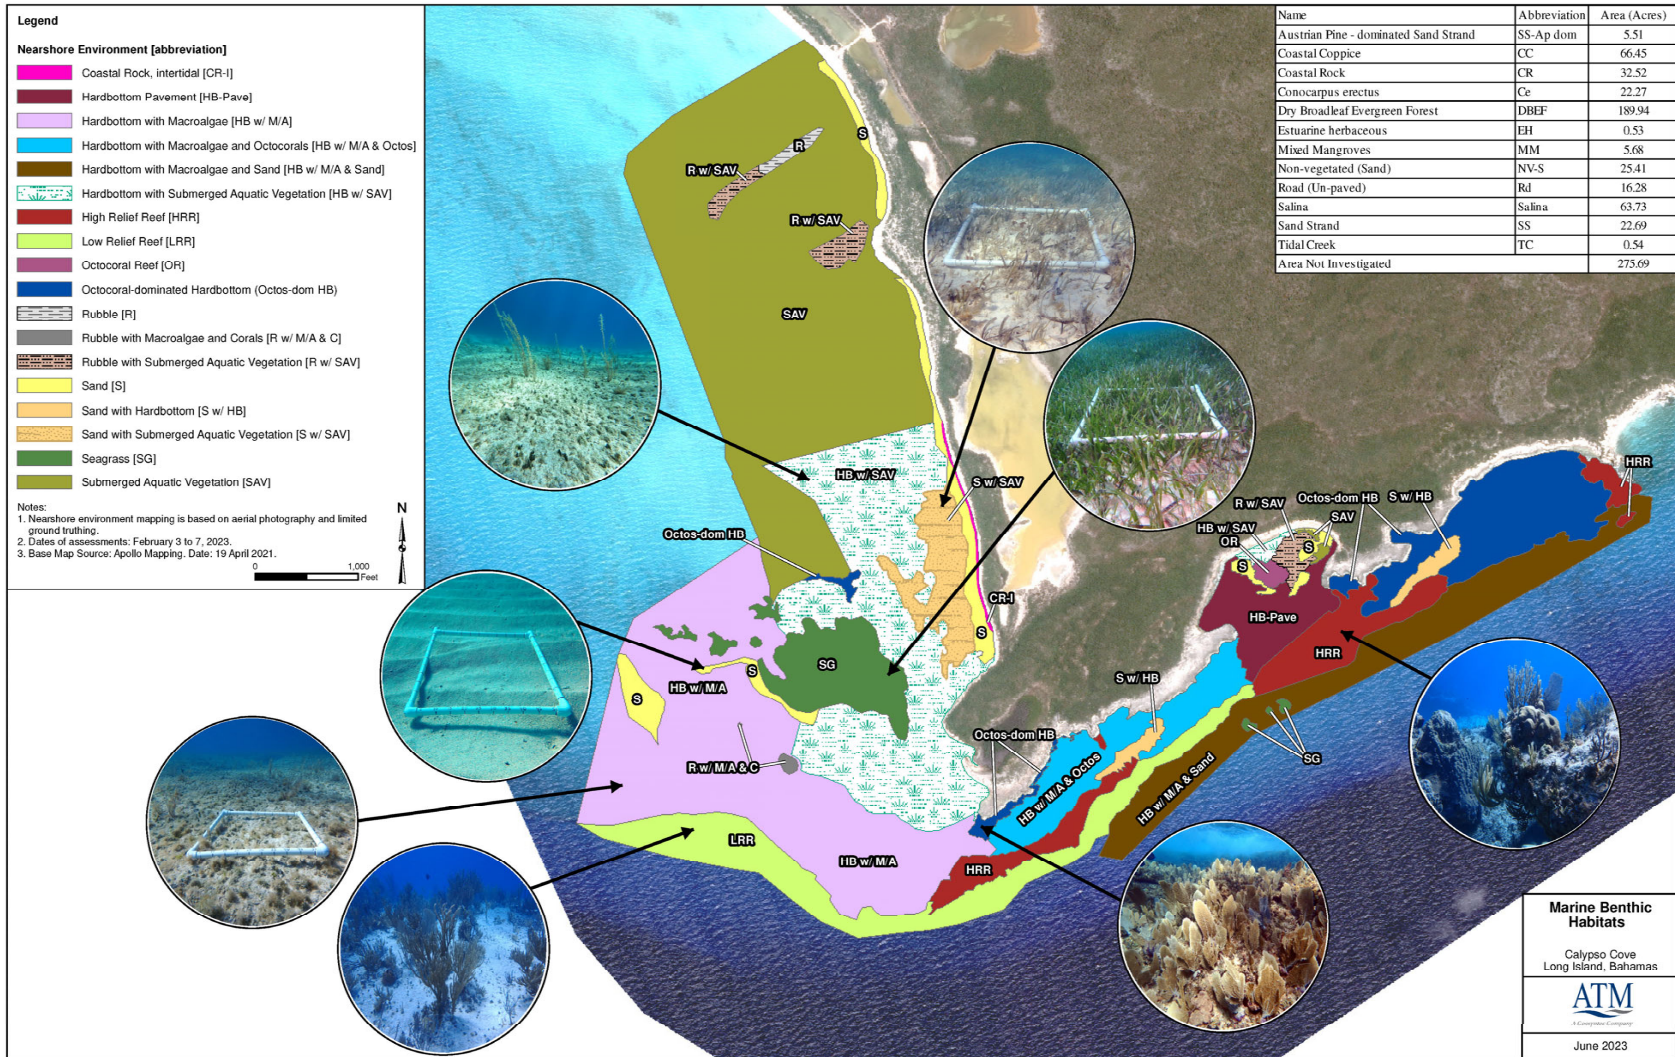 Legend
Nearshore Environment [abbreviation]
Coastal Rock, intertidal [CR-I]
Hardbottom Pavement [HB-Pave]
Hardbottom with Macroalgae [HB w/ M/A]
Hardbottom with Macroalgae and Octocorals [HB w/ M/A & Octos]
Hardbottom with Macroalgae and Sand [HB w/ M/A & Sand]
Hardbottom with Submerged Aquatic Vegetation [HB w/ SAV]
High Relief Reef [HRR]
Low Relief Reef [LRR]
Octocoral Reef [OR]
Octocoral-dominated Hardbottom (Octos-dom HB)
Rubble [R]
Rubble with Macroalgae and Corals [R w/ M/A & C]
Rubble with Submerged Aquatic Vegetation [R w/ SAV]
Sand [S]
Sand with Hardbottom [S w/ HB]
Sand with Submerged Aquatic Vegetation [S w/ SAV]
Seagrass [SG]
Submerged Aquatic Vegetation [SAV]
Notes:
1. Nearshore environment mapping is based on aerial photography and limited
ground truthing.
2. Dates of assessments: February 3 to 7, 2023.
3. Base Map Source: Apollo Mapping. Date: 19 April 2021.
N
0 1,000
Feet
Name Abbreviation Area (Acres)
Austrian Pine - dominated Sand Strand SS-Ap dom 5.51
Coastal Coppice CC 66.45
Coastal Rock CR 32.52
Conocarpus erectus Ce 22.27
Dry Broadleaf Evergreen Forest DBEF 189.94
Estuarine herbaceous EH 0.53
Mixed Mangroves MM 5.68
Non-vegetated (Sand) NV-S 25.41
Road (Un-paved) Rd 16.28
Salina Salina 63.73
Sand Strand SS 22.69
Tidal Creek TC 0.54
Area Not Investigated 275.69
S
R
R w/ SAV
R w/ SAV
SAV
HB w/ SAV
S w/ SAV
Octos-dom HB
CR-I
S
SG
S
HB w/ M/A
S
R w/ M/A & C
LRR
HB w/ M/A
HRR
Octos-dom HB
HB w/ M/A & Octos
S w/ HB
HB w/ M/A & Sand
SG
HRR
HB-Pave
S
OR
HB w/ SAV
R w/ SAV
S
SAV
Octos-dom HB
S w/ HB
HRR
Marine Benthic
Habitats
Calypso Cove
Long Island, Bahamas
ATM
June 2023